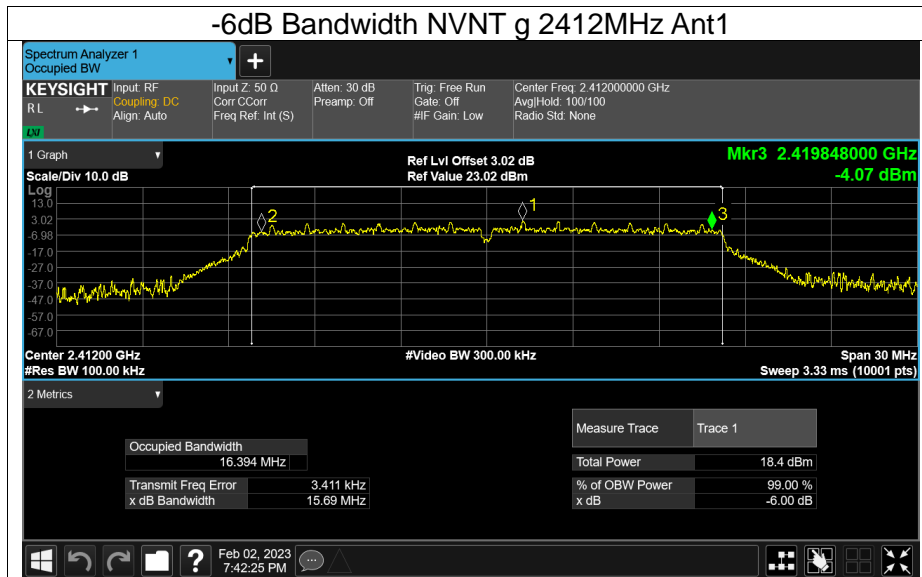 -6dB Bandwidth NVNT g 2412MHz Ant1
Spectrum Analyzer 1
Occupied BW
+
KEYSIGHT Input: RF Input Z: 50 Ω Atten: 30 dB Trig: Free Run Center Freq: 2.412000000 GHz
R L Coupling: DC Corr CCorr Preamp: Off Gate: Off Avg|Hold: 100/100
Align: Auto Freq Ref: Int (S) #IF Gain: Low Radio Std: None
LXI
1 Graph Ref Lvl Offset 3.02 dB Mkr3 2.419848000 GHz
Scale/Div 10.0 dB Ref Value 23.02 dBm -4.07 dBm
Log
13.0
3.02
-6.98
-17.0
-27.0
-37.0
-47.0
-57.0
-67.0
2
1
3
Center 2.41200 GHz #Video BW 300.00 kHz Span 30 MHz
#Res BW 100.00 kHz Sweep 3.33 ms (10001 pts)
2 Metrics
Measure Trace Trace 1
Occupied Bandwidth
16.394 MHz Total Power 18.4 dBm
Transmit Freq Error 3.411 kHz % of OBW Power 99.00 %
x dB Bandwidth 15.69 MHz x dB -6.00 dB
? Feb 02, 2023
7:42:25 PM